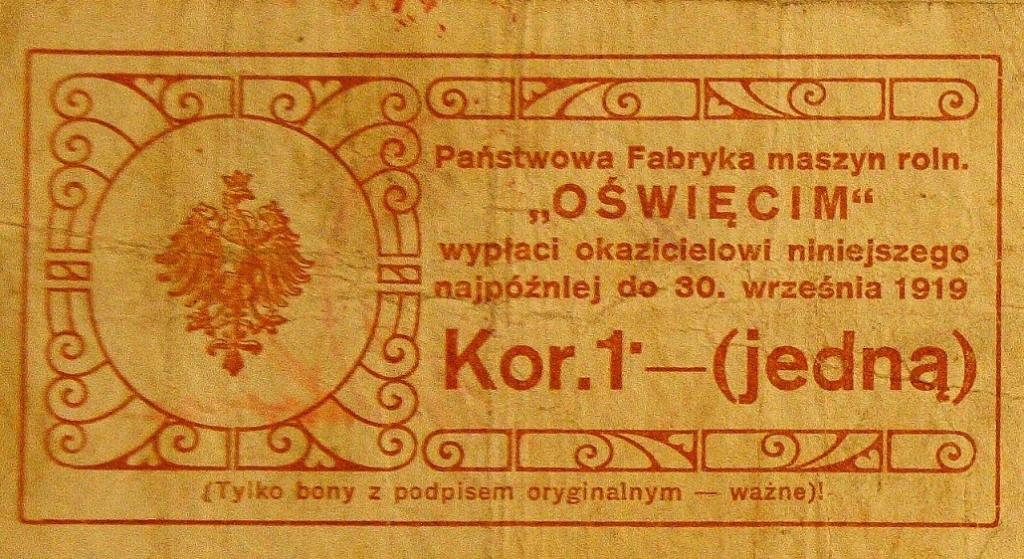 Państwowa Fabryka maszyn roln.
„OŚWIĘCIM“
wypłaci okazicielowi niniejszego
najpóźniej do 30. września 1919
Kor.1·—(jedną)
(Tylko bony z podpisem oryginalnym — ważne)!